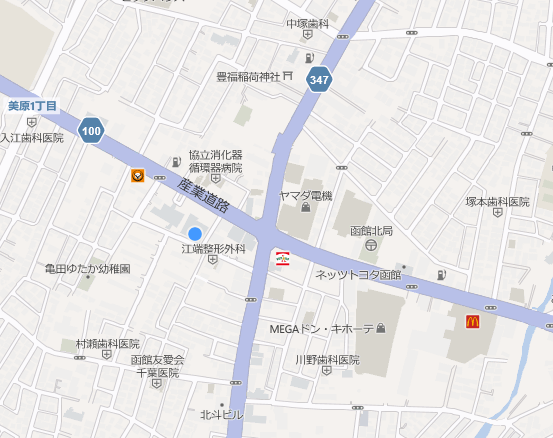 中塚歯科
豊福稲荷神社
347
美原1丁目
100
入江歯科医院
協立消化器
循環器病院
産業道路
ヤマダ電機
塚本歯科医院
函館北局
江端整形外科
亀田ゆたか幼稚園
ネッツトヨタ函館
MEGAドン・キホーテ
村瀬歯科医院
函館友愛会
千葉医院
川野歯科医院
北斗ビル